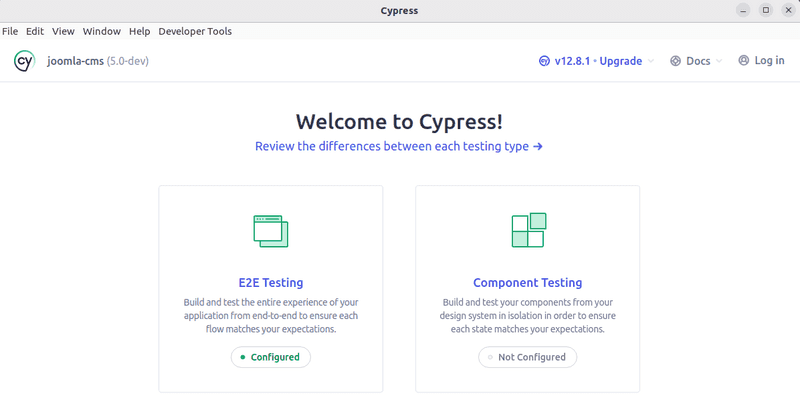 Cypress
File Edit View Window Help Developer Tools
cy joomla-cms (5.0-dev) v12.8.1 • Upgrade Docs Log in
Welcome to Cypress!
Review the differences between each testing type →
E2E Testing
Build and test the entire experience of your
application from end-to-end to ensure each
flow matches your expectations.
Configured
Component Testing
Build and test your components from your
design system in isolation in order to ensure
each state matches your expectations.
Not Configured